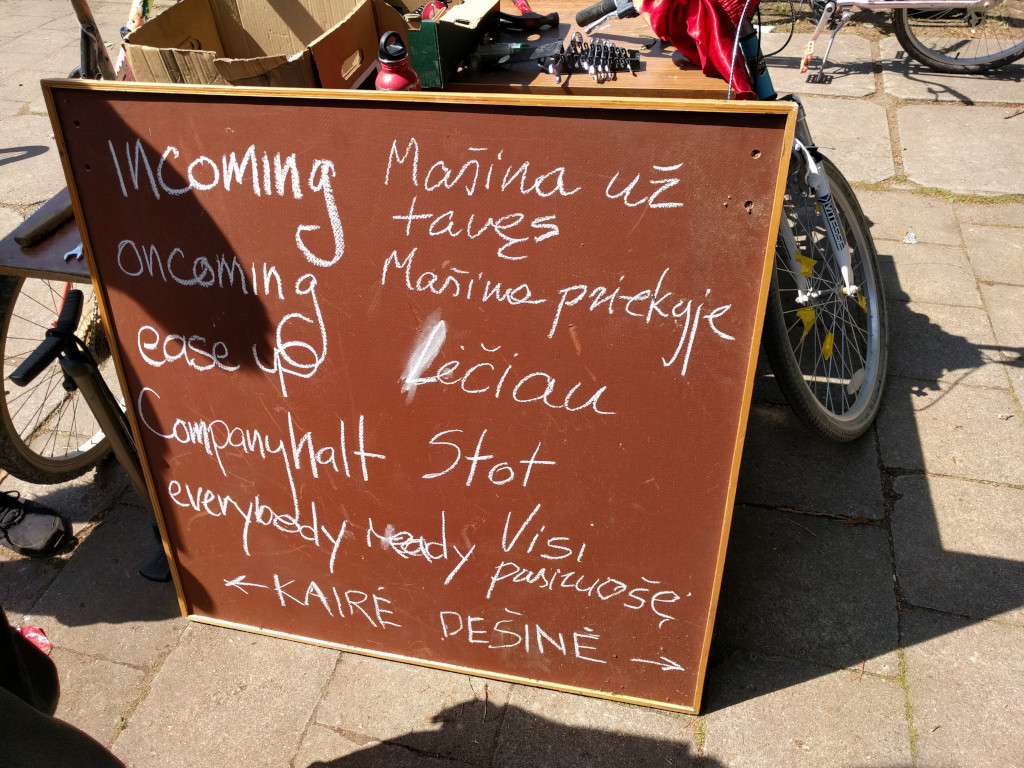 Incoming Mašina už
tavęs
oncoming Mašina priekyje
ease up Lėčiau
Company halt Stot
everybody ready Visi
pasiruošę
← KAIRĖ DEŠINĖ →